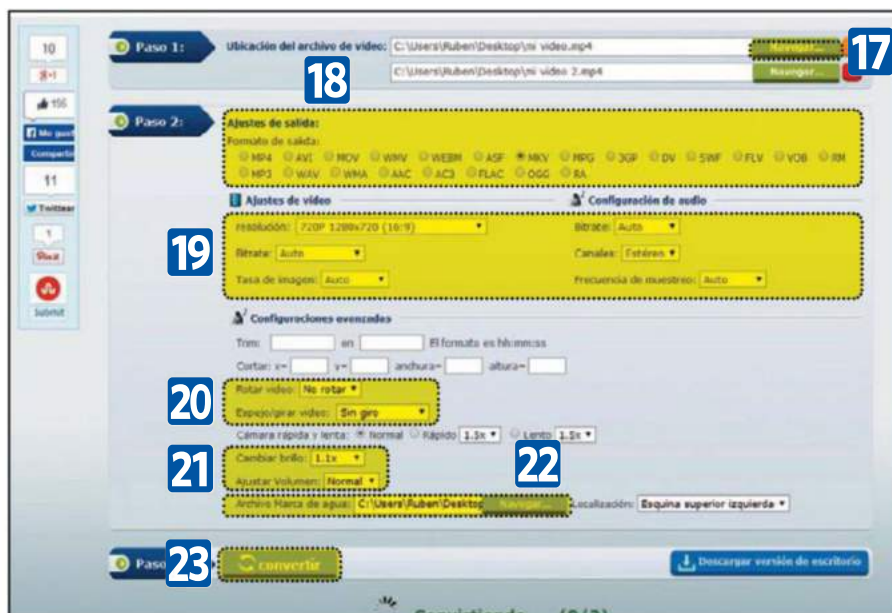 10
Paso 1:
Ubicación del archivo de video:
C:\Users\Ruben\Desktop\mi video.mp4
Navegar...
17
18
C:\Users\Ruben\Desktop\mi video 2.mp4
Navegar...
156
Me gust
Compartir
11
Twittear
1
Pin it
Submit
Paso 2:
Ajustes de salida:
Formato de salida:
MP4 AVI MOV WMV WEBM ASF MKV MPG 3GP DV SWF FLV VOB RM
MP3 WAV WMA AAC AC3 FLAC OGG RA
Ajustes de vídeo
Configuración de audio
19
resolución: 720P 1280x720 (16:9)
Bitrate: Auto
Bitrate: Auto
Canales: Estéreo
Tasa de imagen: Auto
Frecuencia de muestreo: Auto
Configuraciones avanzadas
Trim: en El formato es hh:mm:ss
Cortar: x= y= anchura= altura=
20
Rotar video: No rotar
Espejo/girar video: Sin giro
Cámara rápida y lenta: Normal Rápido 1.5x Lento 1.5x
21
Cambiar brillo: 1.1x
22
Ajustar Volumen: Normal
Archivo Marca de agua: C:\Users\Ruben\Desktop Navegar... Localización: Esquina superior izquierda
Paso
23
convertir
Descargar versión de escritorio